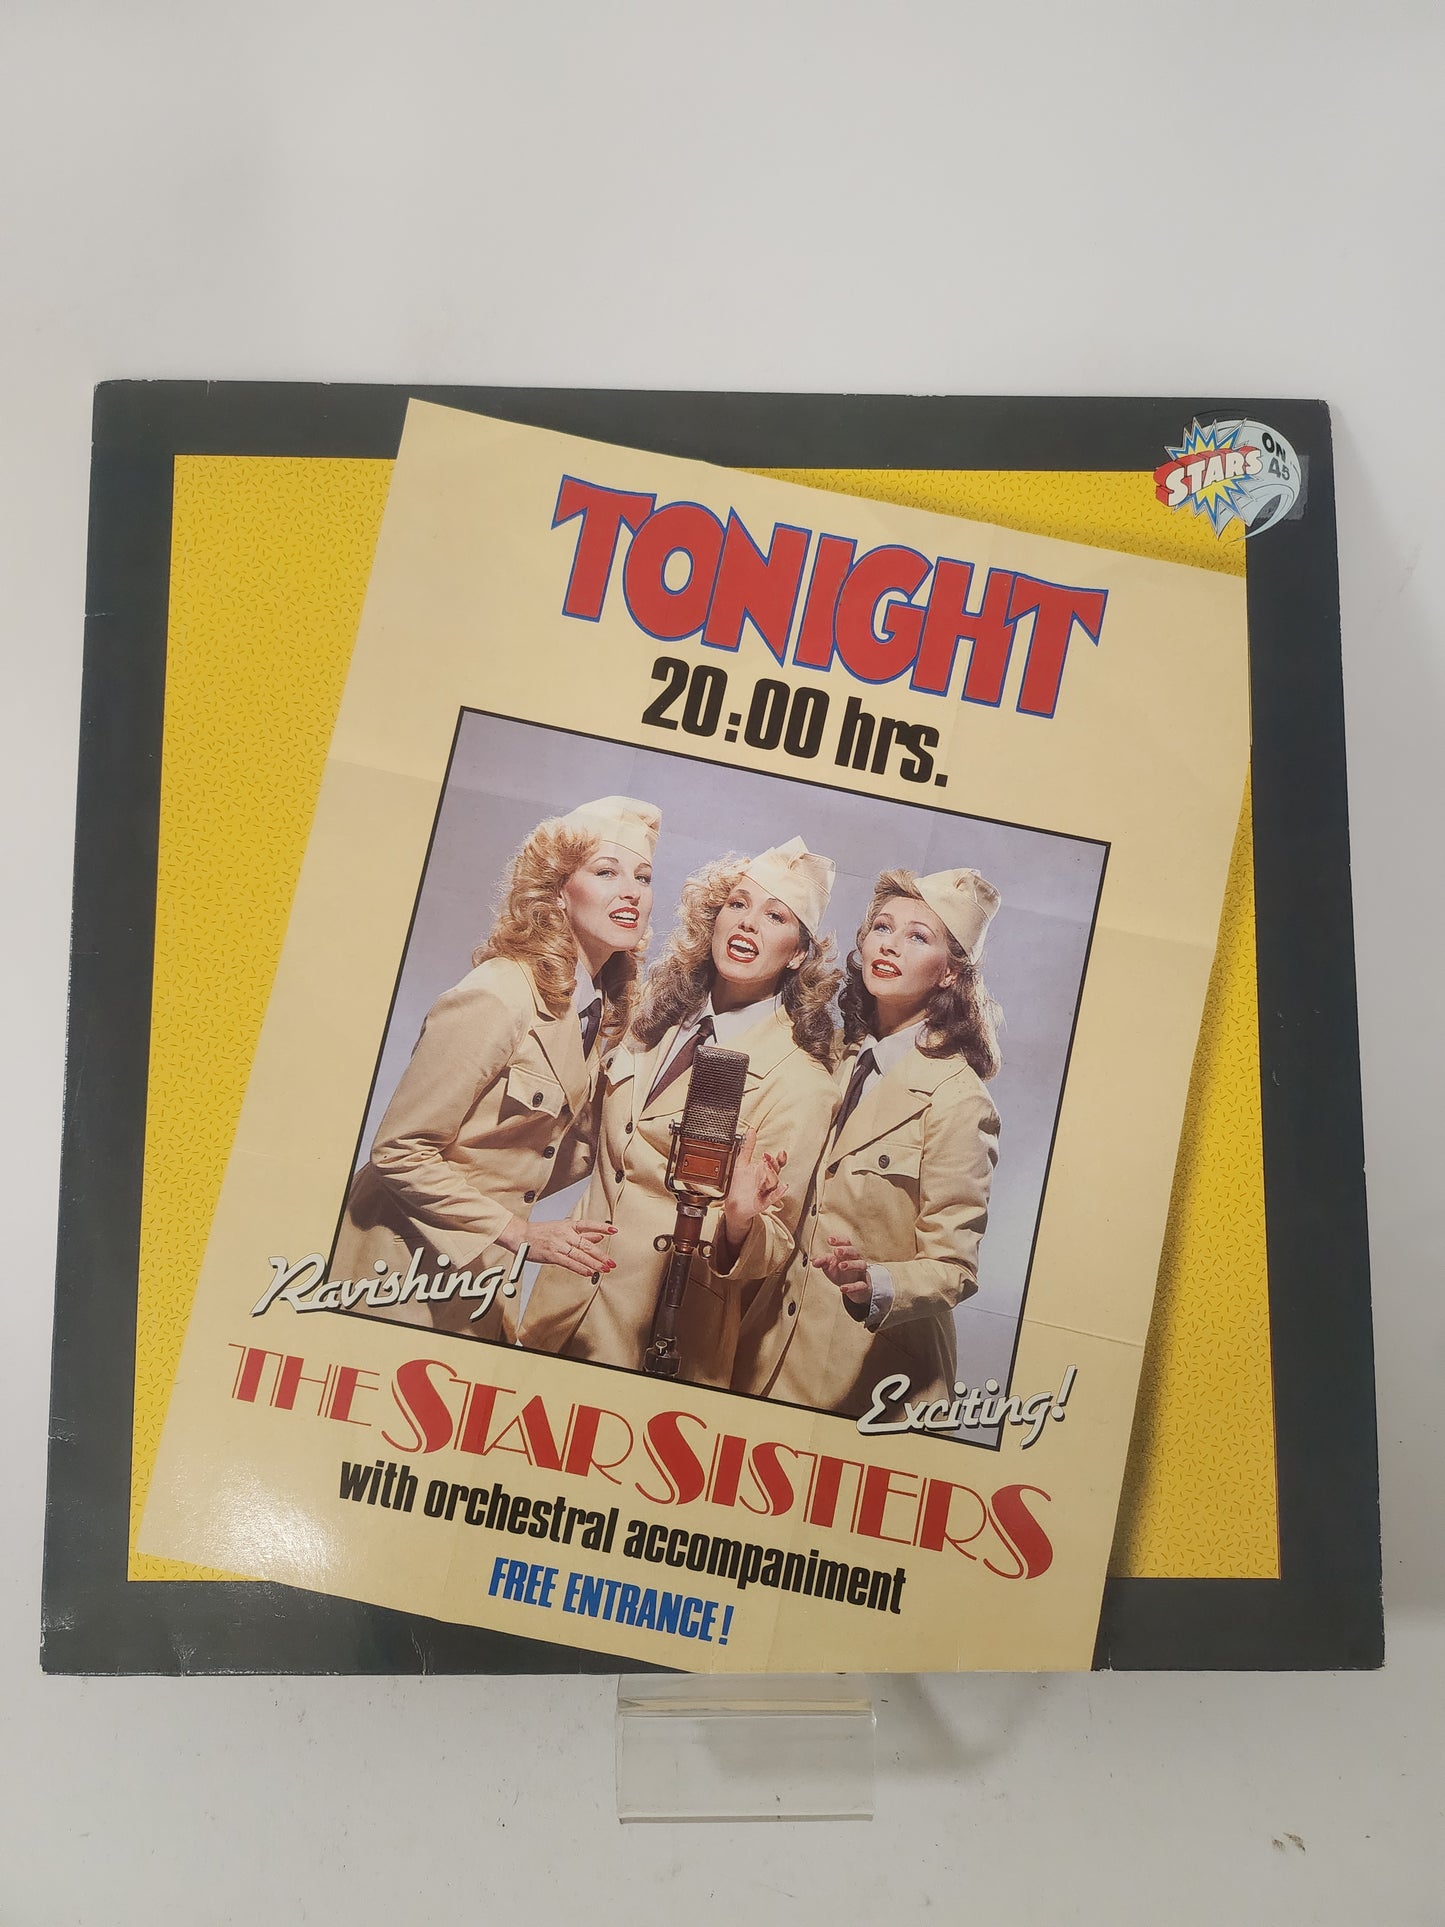 STARS ON 45
TONIGHT
20:00 hrs.
Ravishing!
Exciting!
THE STAR SISTERS
with orchestral accompaniment
FREE ENTRANCE!